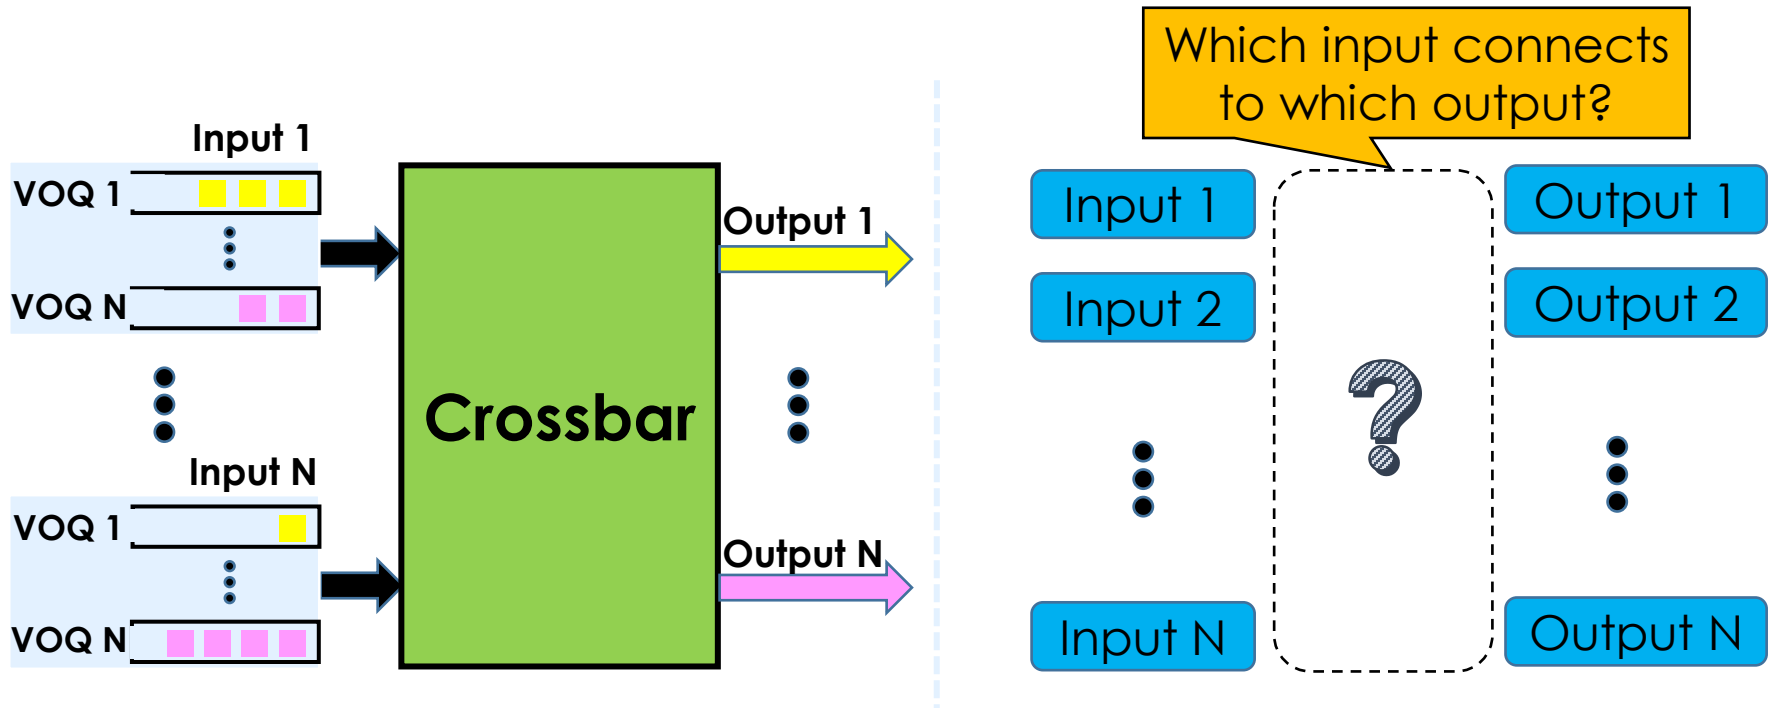 Which input connects
to which output?
Input 1
VOQ 1
VOQ N
Input N
VOQ 1
VOQ N
Crossbar
Output 1
Output N
Input 1
Output 1
Input 2
Output 2
?
Input N
Output N